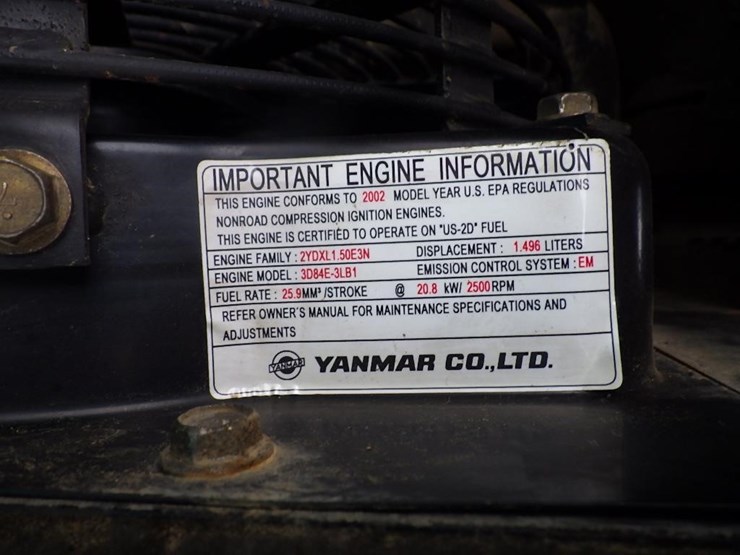 IMPORTANT ENGINE INFORMATION
THIS ENGINE CONFORMS TO 2002 MODEL YEAR U.S. EPA REGULATIONS
NONROAD COMPRESSION IGNITION ENGINES.
THIS ENGINE IS CERTIFIED TO OPERATE ON "US-2D" FUEL
ENGINE FAMILY : 2YDXL1.50E3N DISPLACEMENT : 1.496 LITERS
ENGINE MODEL : 3D84E-3LB1 EMISSION CONTROL SYSTEM : EM
FUEL RATE : 25.9MM³/STROKE @ 20.8 kW/ 2500RPM
REFER OWNER'S MANUAL FOR MAINTENANCE SPECIFICATIONS AND
ADJUSTMENTS
YANMAR YANMAR CO.,LTD.